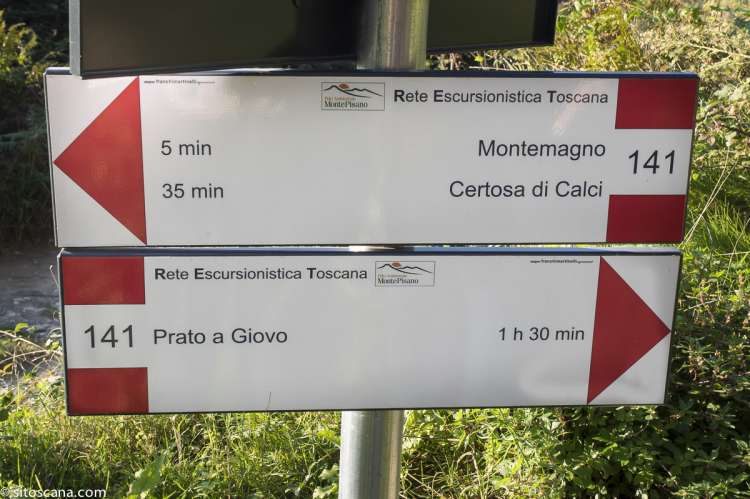 MontePisano
Rete Escursionistica Toscana
5 min Montemagno
141
35 min Certosa di Calci
Rete Escursionistica Toscana
MontePisano
141 Prato a Giovo 1 h 30 min
©sitoscana.com